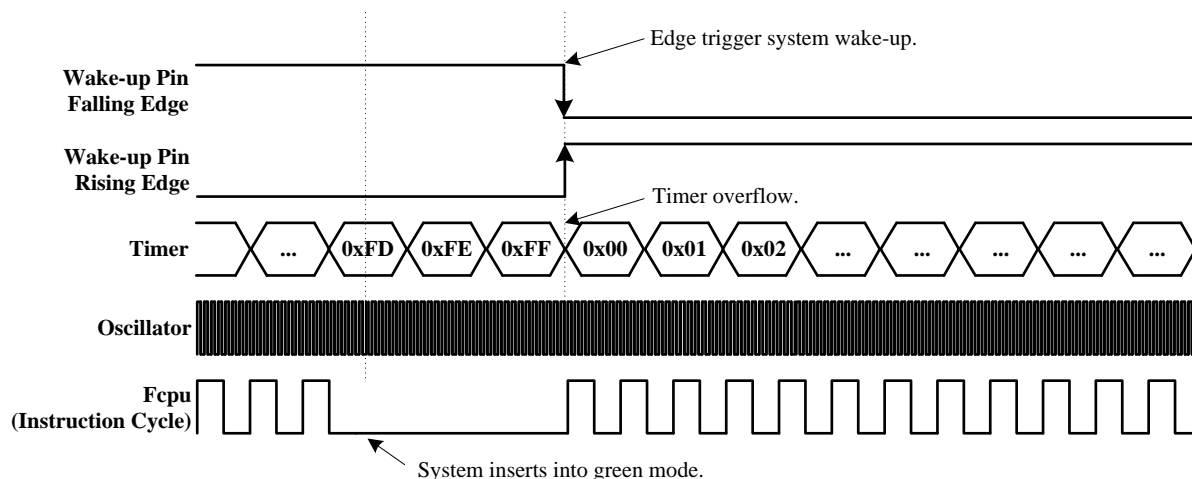 Edge trigger system wake-up.
Wake-up Pin
Falling Edge
Wake-up Pin
Rising Edge
Timer overflow.
Timer ... 0xFD 0xFE 0xFF 0x00 0x01 0x02 ... ... ... ... ...
Oscillator
Fcpu
(Instruction Cycle)
System inserts into green mode.